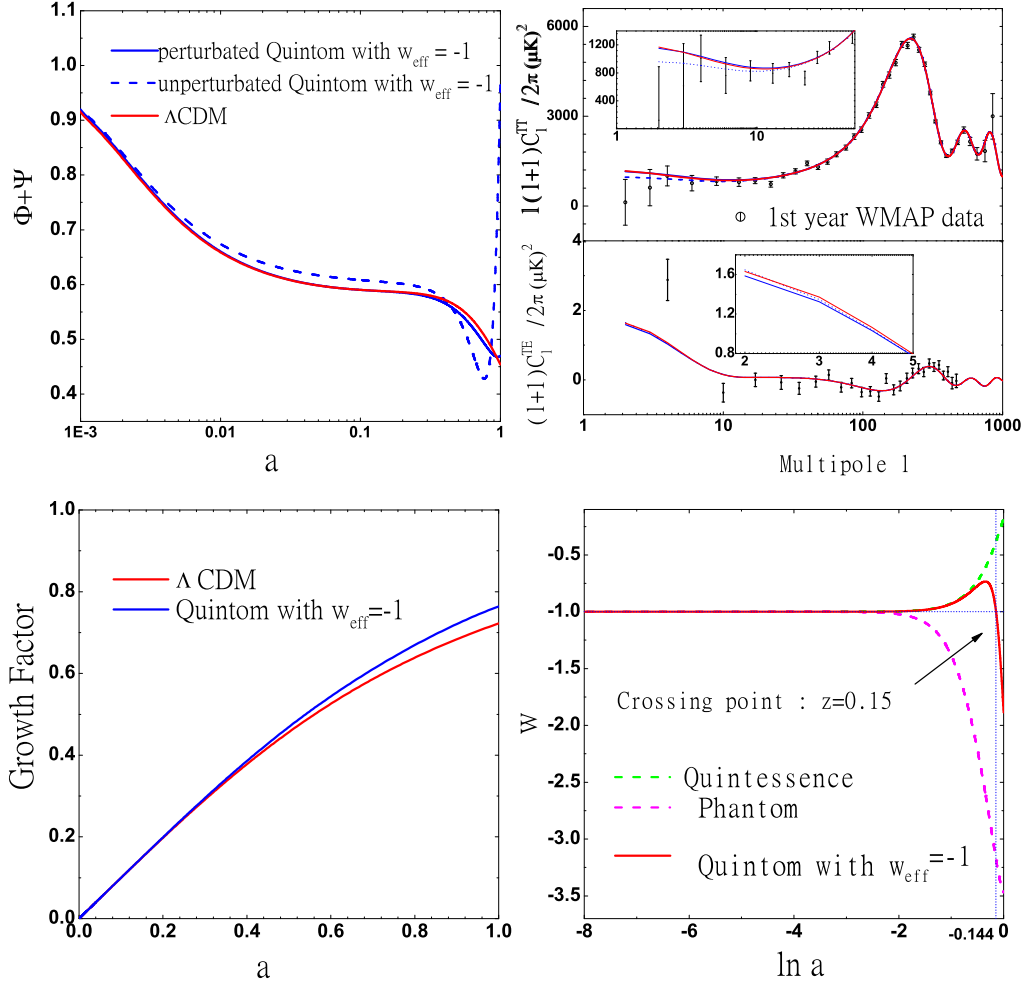 1.1
1.0
0.9
0.8
0.7
0.6
0.5
0.4
Φ+Ψ
perturbated Quintom with w_eff = -1
unperturbated Quintom with w_eff = -1
ΛCDM
1E-3
0.01
0.1
1
a
6000
3000
0
l(l+1)C_l^TT /2π (μK)²
1200
800
400
1
10
1st year WMAP data
4
2
0
(l+1)C_l^TE /2π (μK)²
1.6
1.2
0.8
2
3
4
5
1
10
100
1000
Multipole l
1.0
0.8
0.6
0.4
0.2
0.0
Growth Factor
Λ CDM
Quintom with w_eff=-1
0.0
0.2
0.4
0.6
0.8
1.0
a
-0.5
-1.0
-1.5
-2.0
-2.5
-3.0
-3.5
w
Crossing point : z=0.15
Quintessence
Phantom
Quintom with w_eff=-1
-8
-6
-4
-2
-0.144
0
ln a